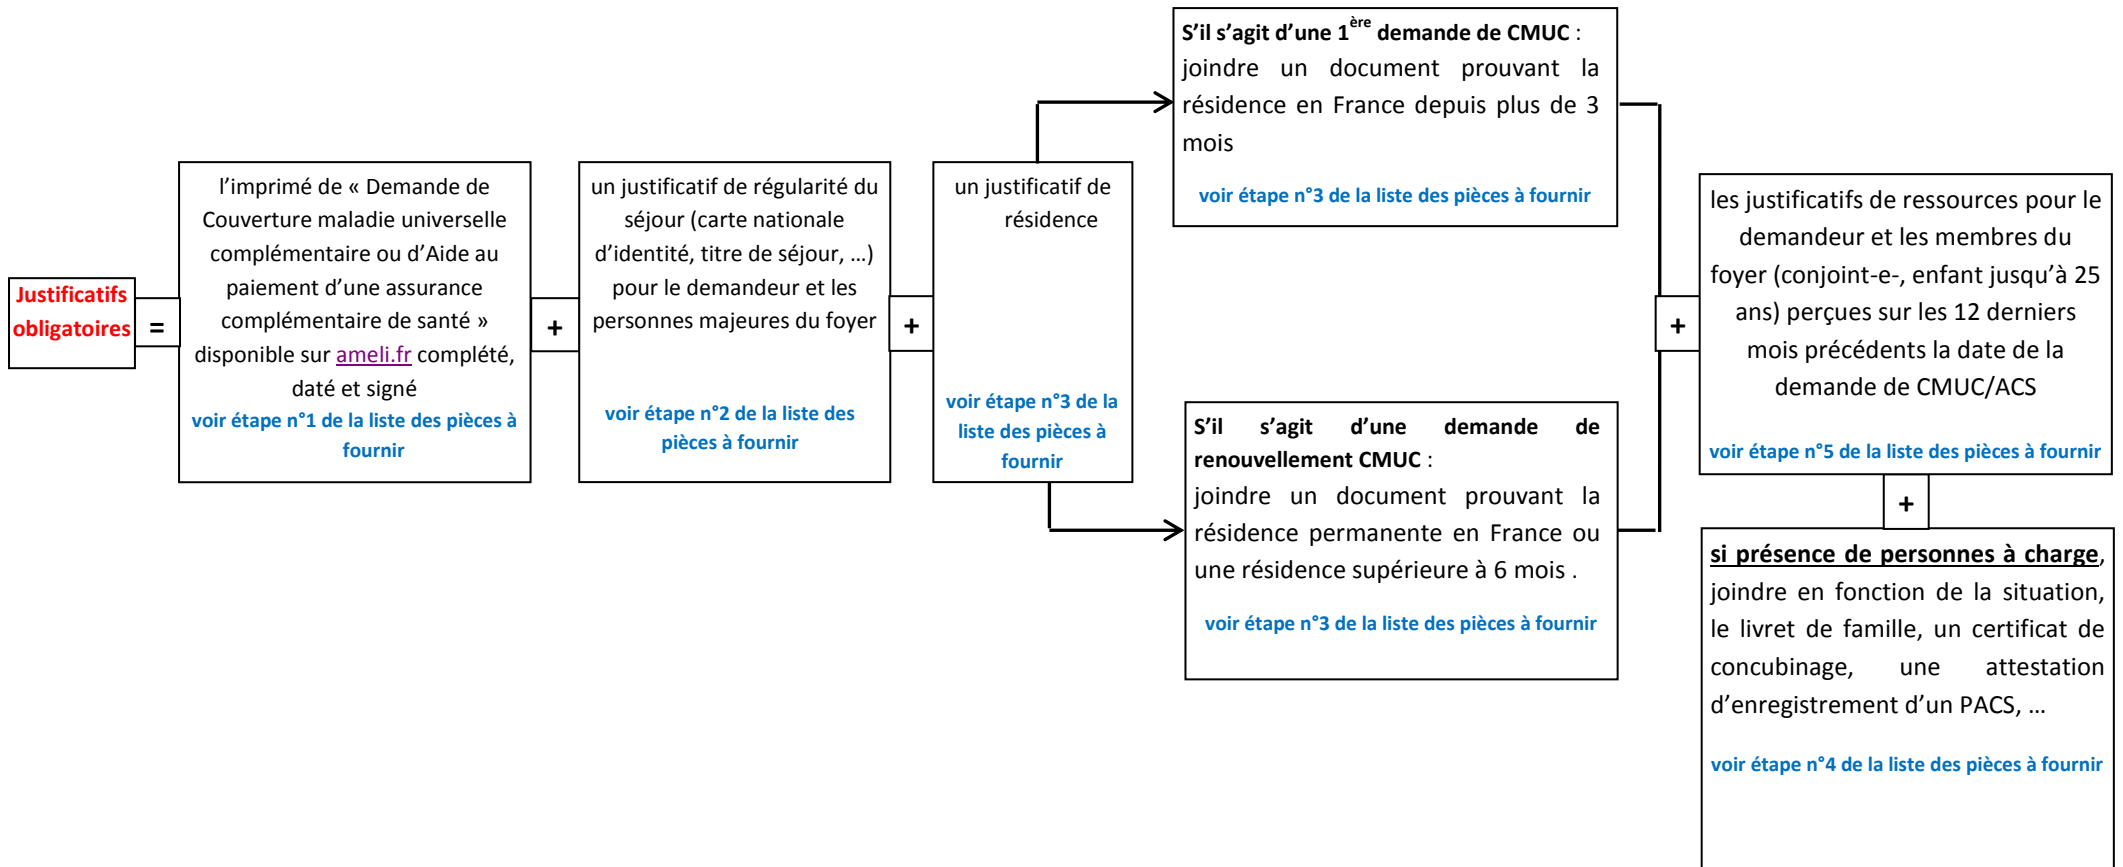 Justificatifs
obligatoires
=
l’imprimé de « Demande de
Couverture maladie universelle
complémentaire ou d’Aide au
paiement d’une assurance
complémentaire de santé »
disponible sur ameli.fr complété,
daté et signé
voir étape n°1 de la liste des pièces à
fournir
+
un justificatif de régularité du
séjour (carte nationale
d’identité, titre de séjour, …)
pour le demandeur et les
personnes majeures du foyer
voir étape n°2 de la liste des
pièces à fournir
+
un justificatif de
résidence
voir étape n°3 de la
liste des pièces à
fournir
S’il s’agit d’une 1ère demande de CMUC :
joindre un document prouvant la
résidence en France depuis plus de 3
mois
voir étape n°3 de la liste des pièces à fournir
S’il s’agit d’une demande de
renouvellement CMUC :
joindre un document prouvant la
résidence permanente en France ou
une résidence supérieure à 6 mois .
voir étape n°3 de la liste des pièces à fournir
+
les justificatifs de ressources pour le
demandeur et les membres du
foyer (conjoint-e-, enfant jusqu’à 25
ans) perçues sur les 12 derniers
mois précédents la date de la
demande de CMUC/ACS
voir étape n°5 de la liste des pièces à fournir
+
si présence de personnes à charge,
joindre en fonction de la situation,
le livret de famille, un certificat de
concubinage, une attestation
d’enregistrement d’un PACS, …
voir étape n°4 de la liste des pièces à fournir